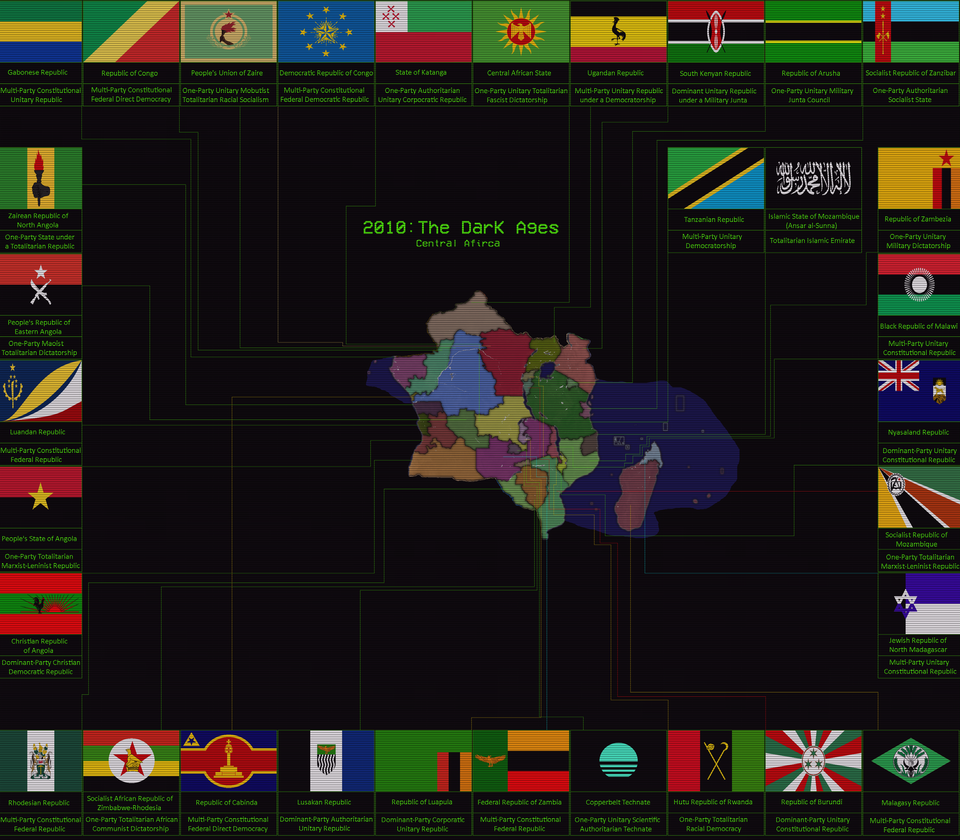 Gabonese Republic
Multi-Party Constitutional
Unitary Republic
Republic of Congo
Multi-Party Constitutional
Federal Direct Democracy
People's Union of Zaire
One-Party Unitary Mobutist
Totalitarian Racial Socialism
Democratic Republic of Congo
Multi-Party Constitutional
Federal Democratic Republic
State of Katanga
One-Party Authoritarian
Unitary Corporatic Republic
Central African State
One-Party Unitary Totalitarian
Fascist Dictatorship
Ugandan Republic
Multi-Party Unitary Republic
under a Democratorship
South Kenyan Republic
Dominant Unitary Republic
under a Military Junta
Republic of Arusha
One-Party Unitary Military
Junta Council
Socialist Republic of Zanzibar
One-Party Authoritarian
Socialist State
Zairean Republic of
North Angola
One-Party State under
a Totalitarian Republic
2010: The DarK A9es
Central Afirca
Tanzanian Republic
Multi-Party Unitary
Democratorship
لا إله إلا الله محمد رسول الله
Islamic State of Mozambique
(Ansar al-Sunna)
Totalitarian Islamic Emirate
Republic of Zambezia
One-Party Unitary
Military Dictatorship
People's Republic of
Eastern Angola
One-Party Maoist
Totalitarian Dictatorship
Black Republic of Malawi
Multi-Party Unitary
Constitutional Republic
Luandan Republic
Multi-Party Constitutional
Federal Republic
Nyasaland Republic
Dominant Party Unitary
Constitutional Republic
People's State of Angola
One-Party Totalitarian
Marxist-Leninist Republic
Socialist Republic of
Mozambique
One-Party Totalitarian
Marxist-Leninist Republic
Christian Republic
of Angola
Dominant-Party Christian
Democratic Republic
Jewish Republic of
North Madagascar
Multi-Party Unitary
Constitutional Republic
Rhodesian Republic
Multi-Party Constitutional
Federal Republic
Socialist African Republic of
Zimbabwe-Rhodesia
One-Party Totalitarian African
Communist Dictatorship
Republic of Cabinda
Multi-Party Constitutional
Federal Direct Democracy
Lusakan Republic
Dominant-Party Authoritarian
Unitary Republic
Republic of Luapula
Dominant-Party Corporatic
Unitary Republic
Federal Republic of Zambia
Multi-Party Constitutional
Federal Republic
Copperbelt Technate
One-Party Unitary Scientific
Authoritarian Technate
Hutu Republic of Rwanda
One-Party Totalitarian
Racial Democracy
Republic of Burundi
Dominant-Party Unitary
Constitutional Republic
Malagasy Republic
Multi-Party Constitutional
Federal Republic